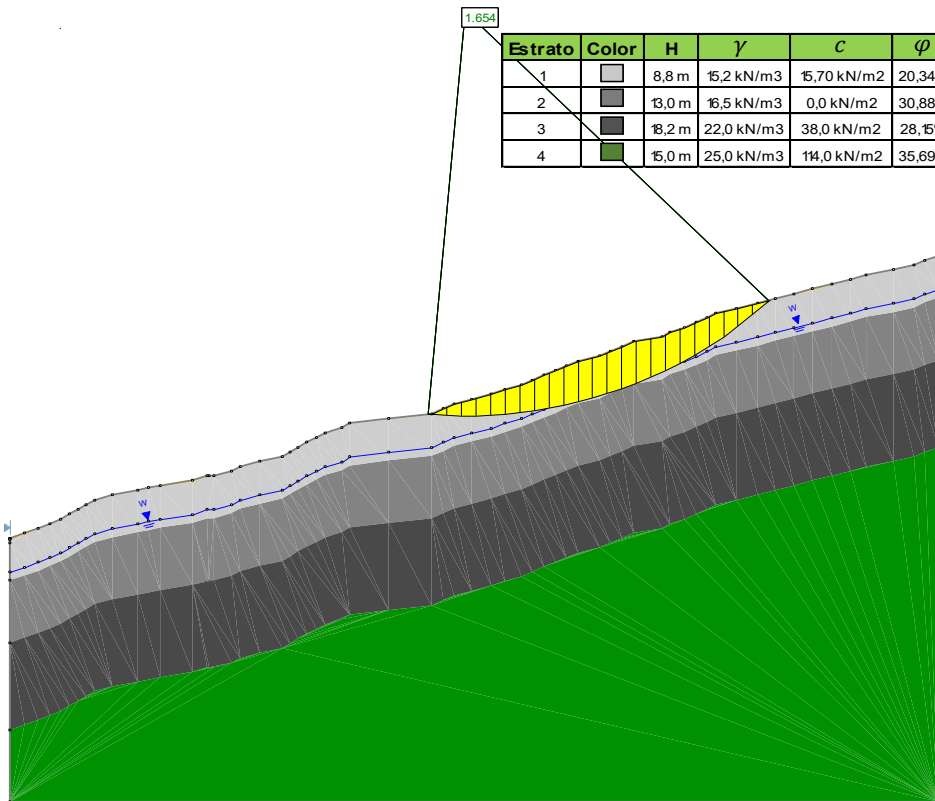 1.654
Estrato Color H γ c φ
1 8,8 m 15,2 kN/m3 15,70 kN/m2 20,34
2 13,0 m 16,5 kN/m3 0,0 kN/m2 30,88
3 18,2 m 22,0 kN/m3 38,0 kN/m2 28,15°
4 15,0 m 25,0 kN/m3 114,0 kN/m2 35,69
W
W